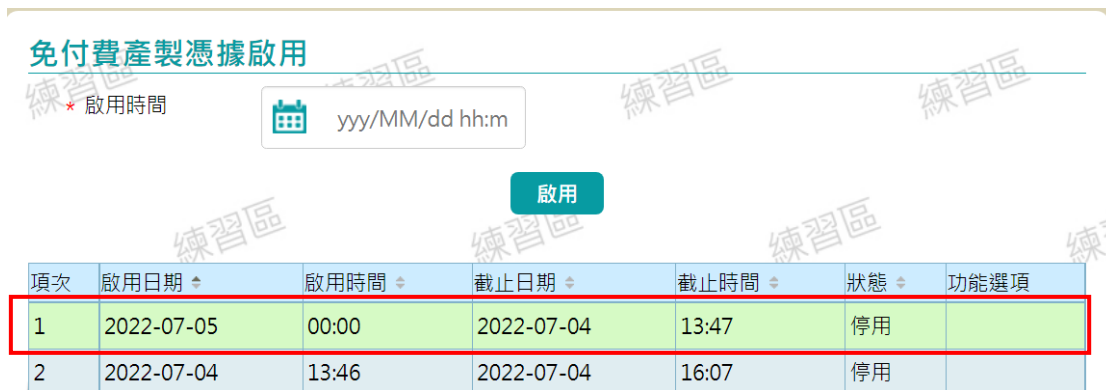 免付費產製憑據啟用
練習區 練習區 練習區 練習區
* 啟用時間
yyy/MM/dd hh:m
啟用
練習區 練習區 練習區 練習
項次 啟用日期 啟用時間 截止日期 截止時間 狀態 功能選項
1 2022-07-05 00:00 2022-07-04 13:47 停用
2 2022-07-04 13:46 2022-07-04 16:07 停用